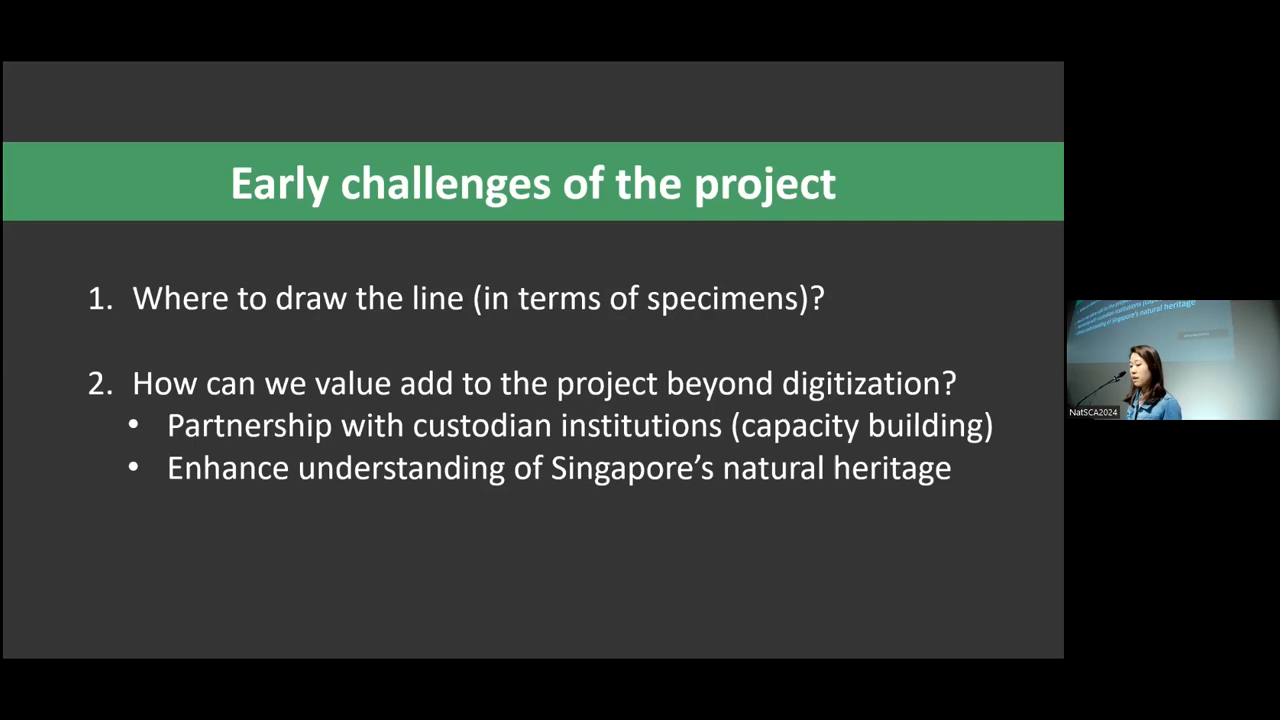 Early challenges of the project
1. Where to draw the line (in terms of specimens)?
2. How can we value add to the project beyond digitization?
• Partnership with custodian institutions (capacity building)
• Enhance understanding of Singapore’s natural heritage
NatSCA2024